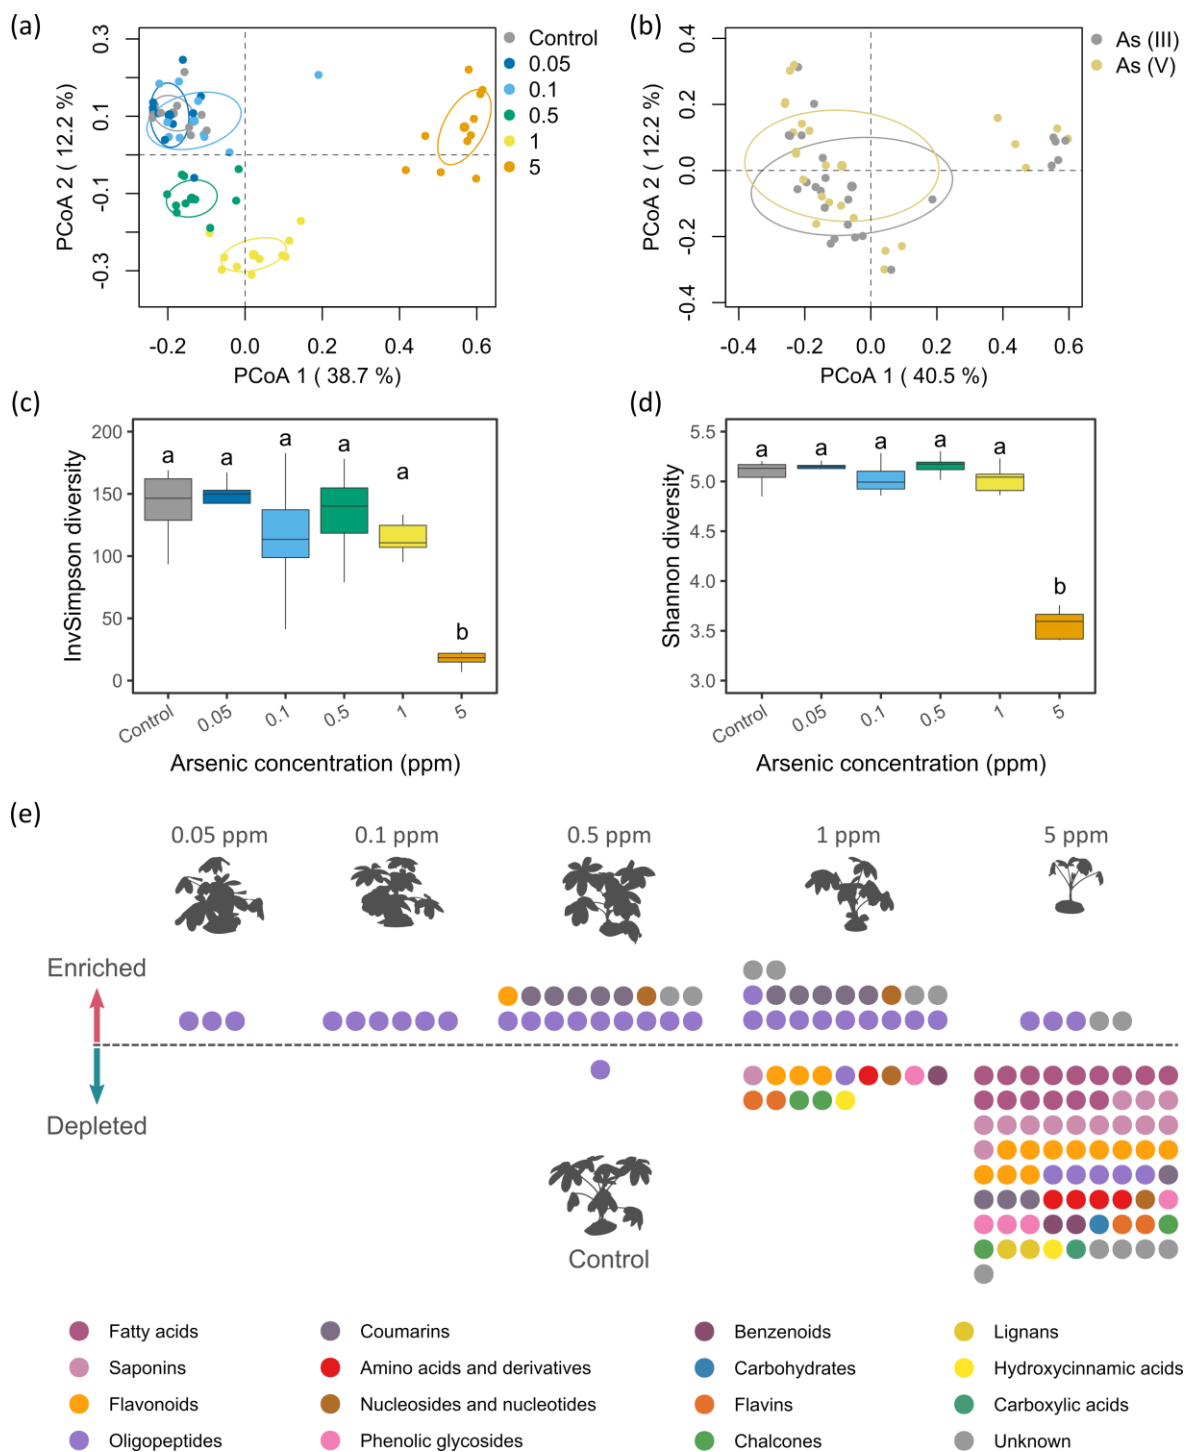 (a)
0.3
0.1
-0.1
-0.3
PCoA 2 ( 12.2 %)
-0.2 0.0 0.2 0.4 0.6
PCoA 1 ( 38.7 %)
Control
0.05
0.1
0.5
1
5
(b)
0.4
0.2
0.0
-0.2
-0.4
PCoA 2 ( 12.2 %)
-0.4 -0.2 0.0 0.2 0.4 0.6
PCoA 1 ( 40.5 %)
As (III)
As (V)
(c)
200
150
100
50
0
InvSimpson diversity
a a a a a b
Control 0.05 0.1 0.5 1 5
Arsenic concentration (ppm)
(d)
5.5
5.0
4.5
4.0
3.5
3.0
Shannon diversity
a a a a a b
Control 0.05 0.1 0.5 1 5
Arsenic concentration (ppm)
(e)
0.05 ppm 0.1 ppm 0.5 ppm 1 ppm 5 ppm
Enriched
Depleted
Control
Fatty acids Coumarins Benzenoids Lignans
Saponins Amino acids and derivatives Carbohydrates Hydroxycinnamic acids
Flavonoids Nucleosides and nucleotides Flavins Carboxylic acids
Oligopeptides Phenolic glycosides Chalcones Unknown